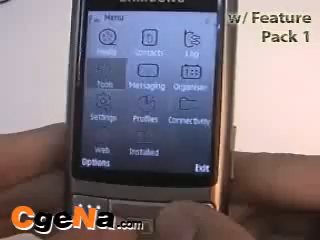 SAMSUNG
w/ Feature
Pack 1
Menu
Media
Contacts
Log
Tools
Messaging
Organiser
Settings
Profiles
Connectivity
Web
Installed
Options
Exit
CgeNa.com